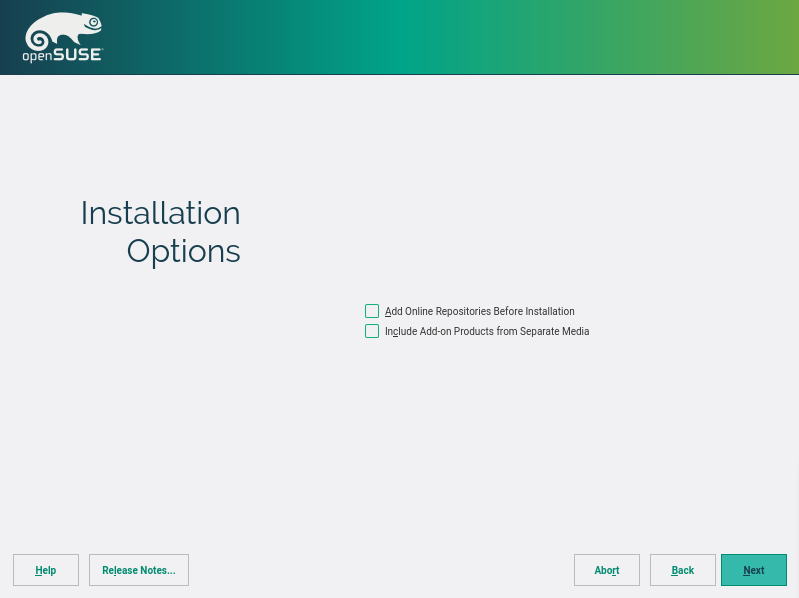 openSUSE
Installation
Options
Add Online Repositories Before Installation
Include Add-on Products from Separate Media
Help
Release Notes...
Abort
Back
Next